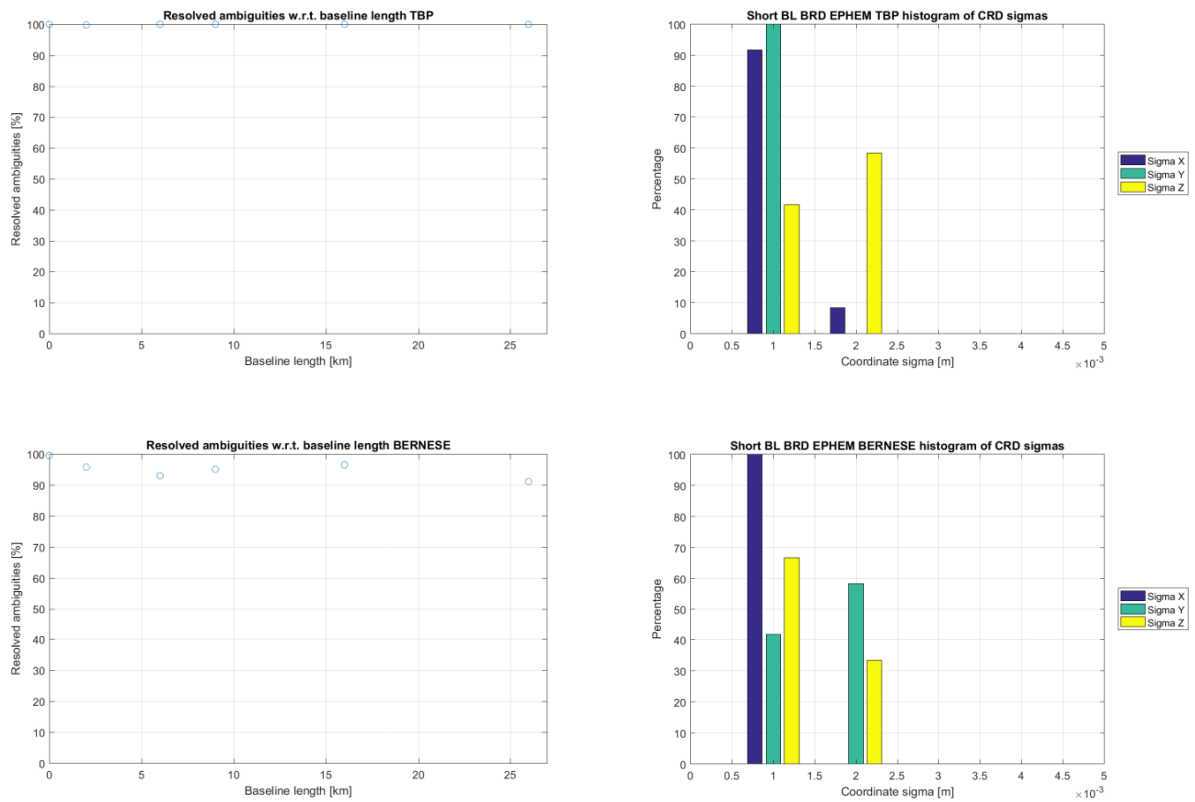 Resolved ambiguities w.r.t. baseline length TBP
100
90
80
70
60
50
40
30
20
10
0
Resolved ambiguities [%]
0 5 10 15 20 25
Baseline length [km]
Short BL BRD EPHEM TBP histogram of CRD sigmas
100
90
80
70
60
50
40
30
20
10
0
Percentage
0 0.5 1 1.5 2 2.5 3 3.5 4 4.5 5
Coordinate sigma [m]
×10⁻³
Sigma X
Sigma Y
Sigma Z
Resolved ambiguities w.r.t. baseline length BERNESE
100
90
80
70
60
50
40
30
20
10
0
Resolved ambiguities [%]
0 5 10 15 20 25
Baseline length [km]
Short BL BRD EPHEM BERNESE histogram of CRD sigmas
100
90
80
70
60
50
40
30
20
10
0
Percentage
0 0.5 1 1.5 2 2.5 3 3.5 4 4.5 5
Coordinate sigma [m]
×10⁻³
Sigma X
Sigma Y
Sigma Z